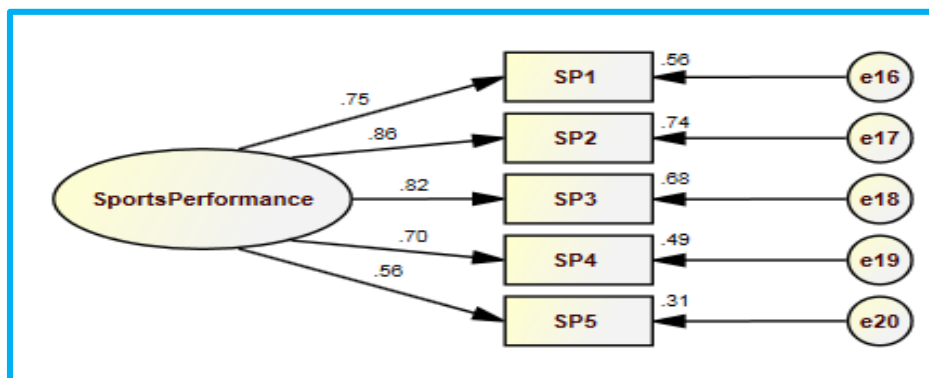 .56
SP1
e16
.75
.74
.86
SP2
e17
.68
SportsPerformance
.82
SP3
e18
.70
.49
SP4
e19
.56
.31
SP5
e20